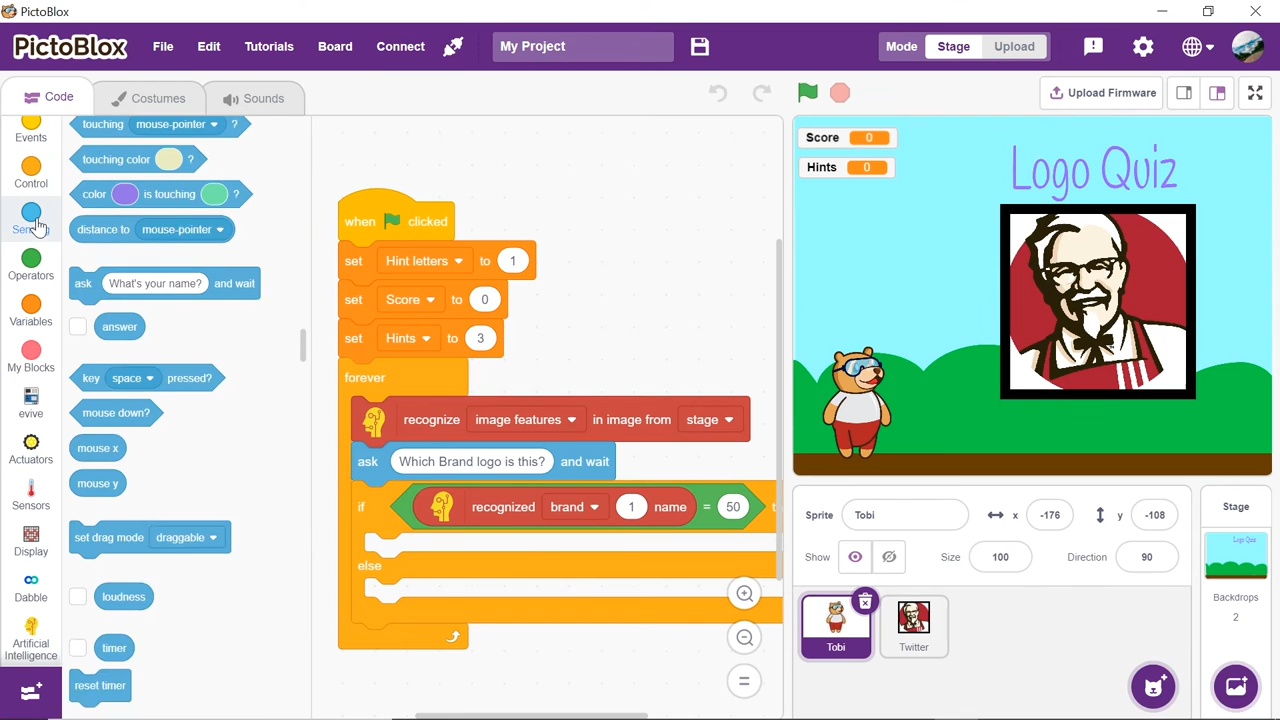 PictoBlox
PictoBlox File Edit Tutorials Board Connect My Project Mode Stage Upload
Code Costumes Sounds Upload Firmware
Events
Control
Operators
Variables
My Blocks
evive
Actuators
Sensors
Display
Dabble
Artificial
Intelligence
touching mouse-pointer ?
touching color ?
color is touching ?
distance to mouse-pointer
ask What's your name? and wait
answer
key space pressed?
mouse down?
mouse x
mouse y
set drag mode draggable
loudness
timer
reset timer
when clicked
set Hint letters to 1
set Score to 0
set Hints to 3
forever
recognize image features in image from stage
ask Which Brand logo is this? and wait
if recognized brand 1 name = 50 t
else
Score 0
Hints 0
Logo Quiz
Sprite Tobi x -176 y -108
Show Size 100 Direction 90
Tobi
Twitter
Stage
Logo Quiz
Backdrops
2